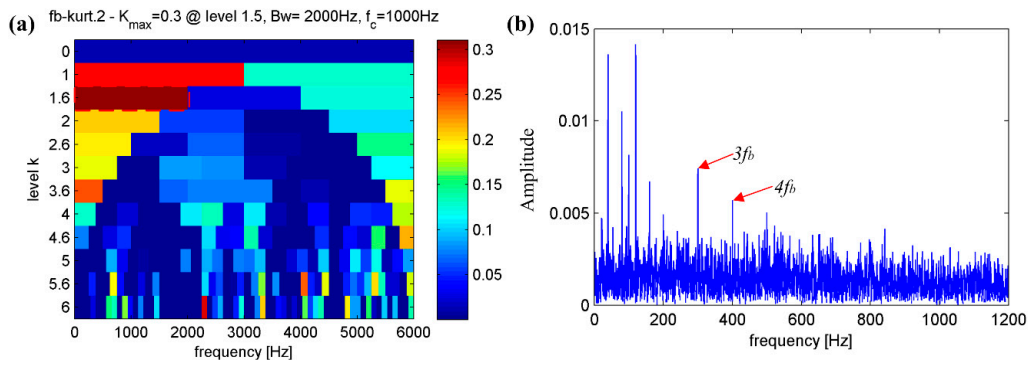 (a)
fb-kurt.2 - Kmax=0.3 @ level 1.5, Bw= 2000Hz, f_c=1000Hz
level k
0
1
1.6
2
2.6
3
3.6
4
4.6
5
5.6
6
0 1000 2000 3000 4000 5000 6000
frequency [Hz]
0.3
0.25
0.2
0.15
0.1
0.05
(b)
Amplitude
0.015
0.01
0.005
0
3fb
4fb
0 200 400 600 800 1000 1200
frequency [Hz]